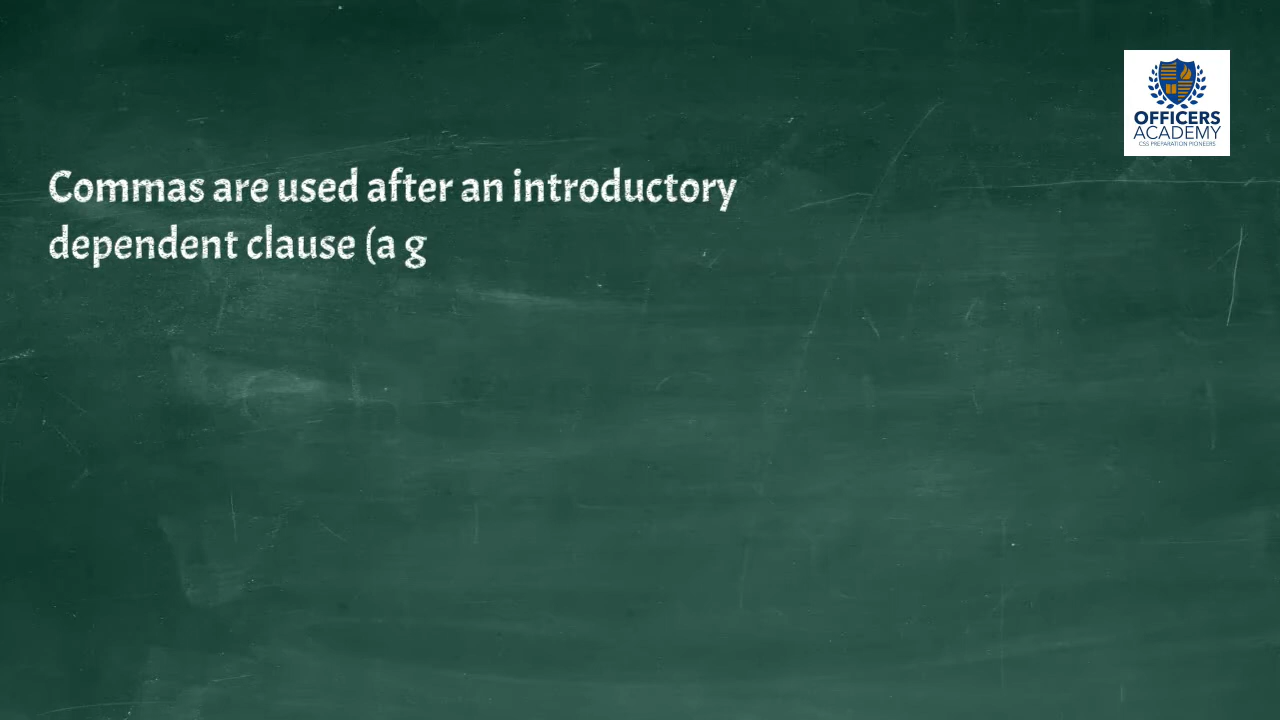 OFFICERS
ACADEMY
CSS PREPARATION PIONEERS
Commas are used after an introductory
dependent clause (a g